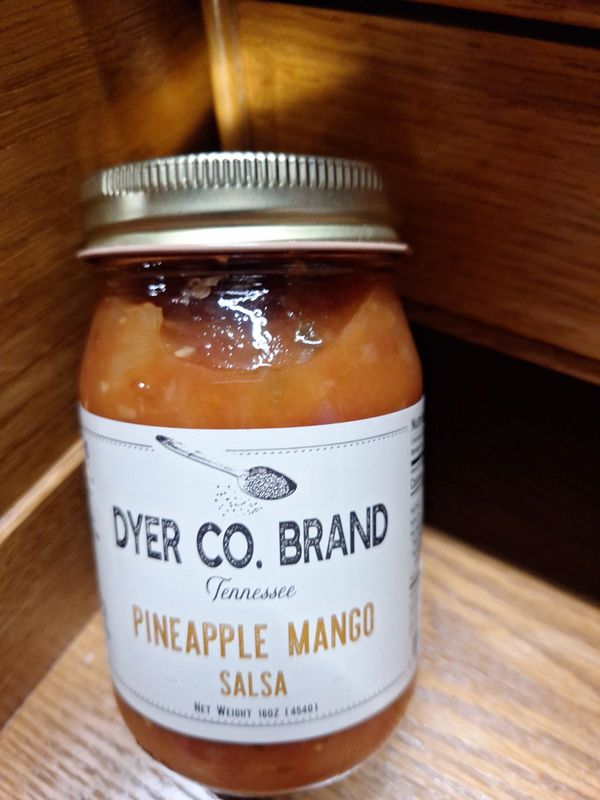 DYER CO. BRAND
Tennessee
PINEAPPLE MANGO
SALSA
NET WEIGHT 16OZ (454G)